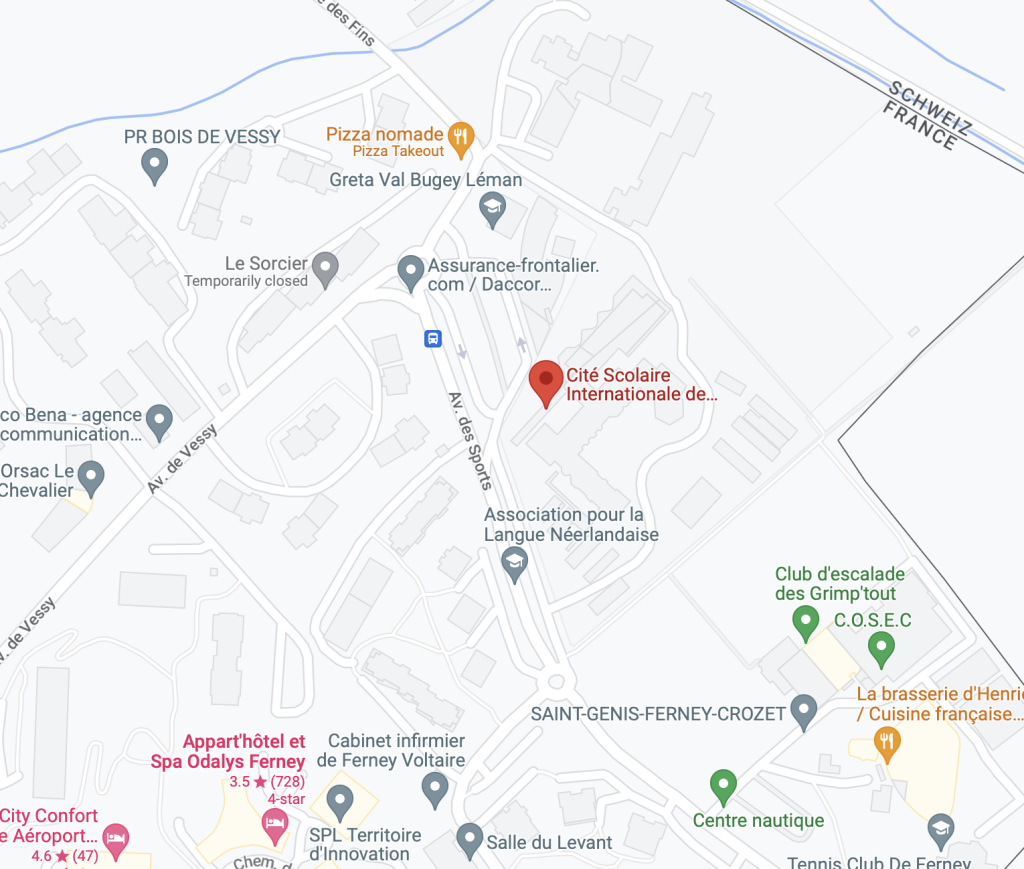 des Fins
SCHWEIZ
FRANCE
PR BOIS DE VESSY
Pizza nomade
Pizza Takeout
Greta Val Bugey Léman
Le Sorcier
Temporarily closed
Assurance-frontalier.
com / Daccor...
Cité Scolaire
Internationale de...
co Bena - agence
communication...
Av. de Vessy
Av. des Sports
Orsac Le
Chevalier
Association pour la
Langue Néerlandaise
Club d'escalade
des Grimp'tout
C.O.S.E.C
v. de Vessy
La brasserie d'Henri
/ Cuisine française...
SAINT-GENIS-FERNEY-CROZET
Appart'hôtel et
Spa Odalys Ferney
3.5 ★ (728)
4-star
Cabinet infirmier
de Ferney Voltaire
City Confort
e Aéroport...
4.6 ★ (47)
SPL Territoire
d'Innovation
Salle du Levant
Centre nautique
Chem. d
Tennis Club De Ferney